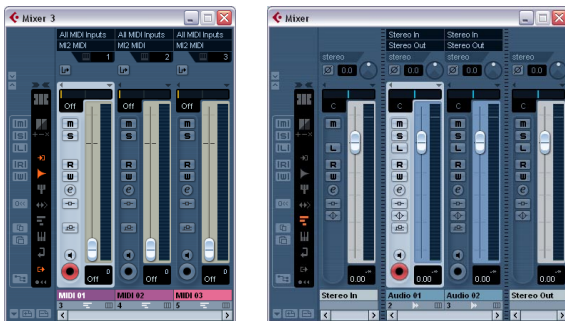 Mixer 3
All MIDI Inputs All MIDI Inputs All MIDI Inputs
MI2 MIDI MI2 MIDI MI2 MIDI
1 2 3
Off Off Off
m m m
S S S
R R R
W W W
e e e
[m]
[S]
[L]
[R]
[W]
0 0 0
Off Off Off
MIDI 01 MIDI 02 MIDI 03
3 4 5
Mixer
Stereo In Stereo In
Stereo Out Stereo Out
stereo stereo stereo stereo
Ø 0.0 Ø 0.0 Ø 0.0 Ø 0.0
C C C C
m m m m
S S
L L L L
R R R
W W W W
e e e
[m]
[S]
[L]
[R]
[W]
0.00 0.00 0.00 0.00
Stereo In Audio 01 Audio 02 Stereo Out
2 3